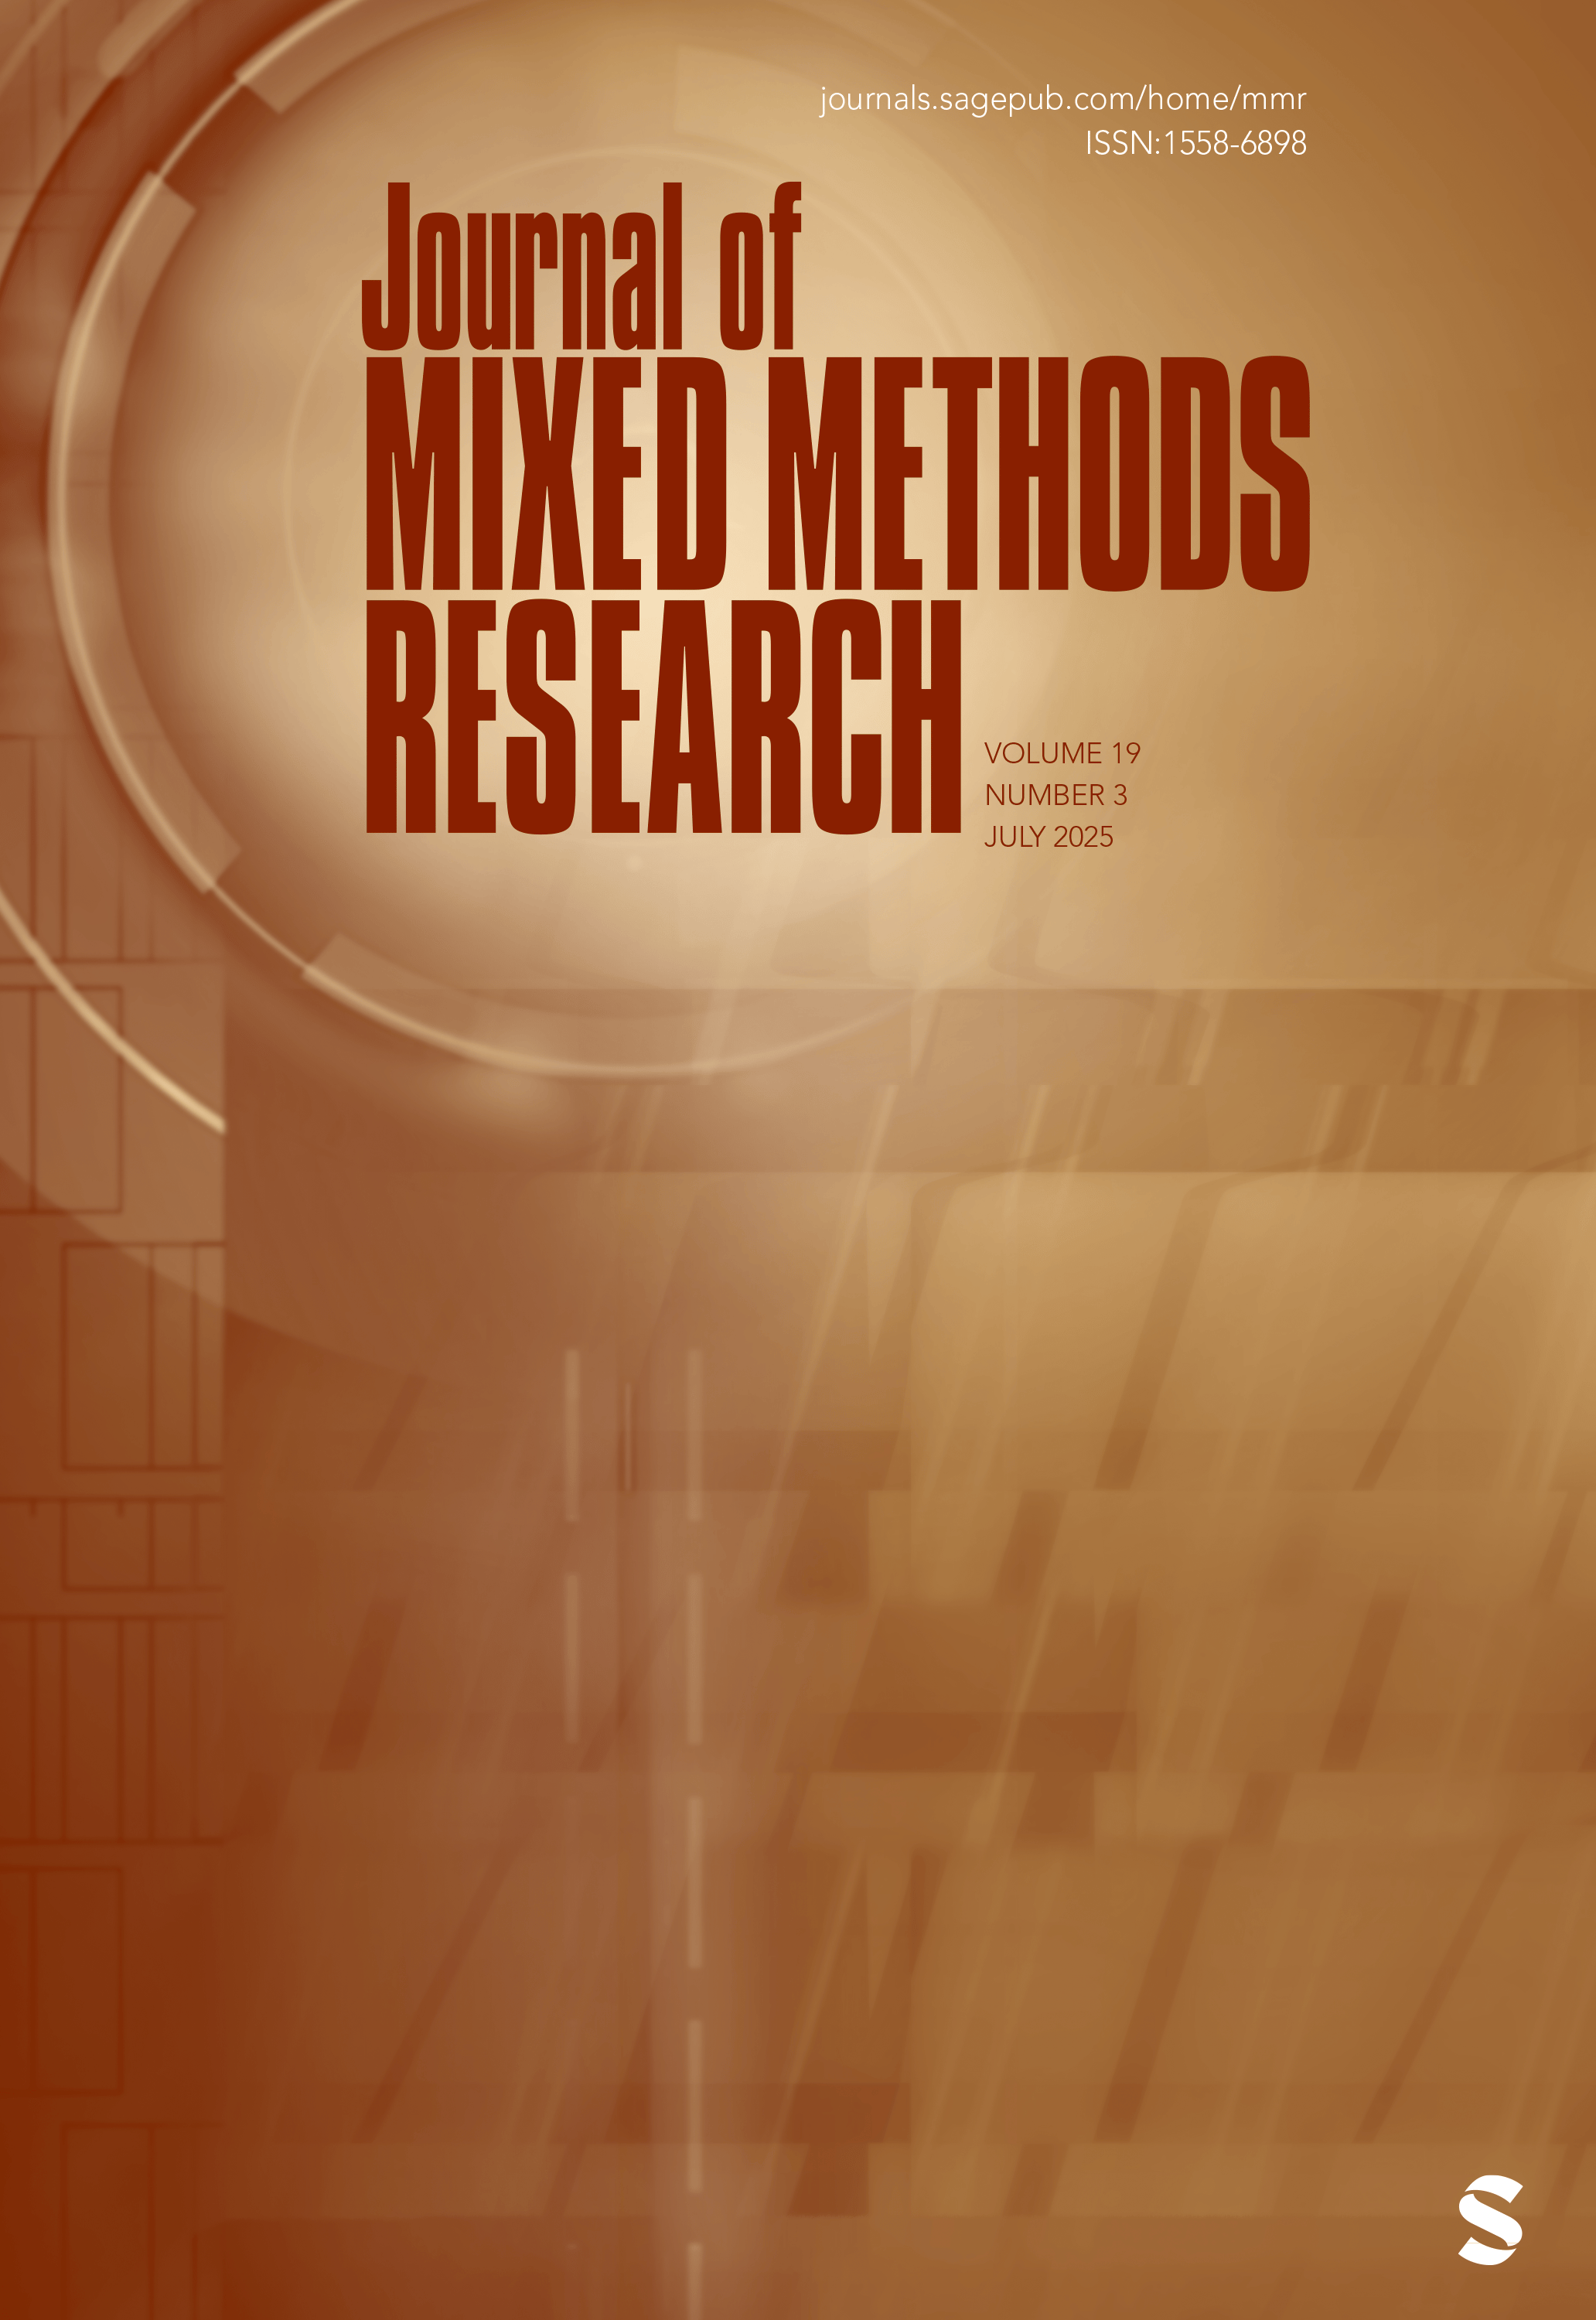 journals.sagepub.com/home/mmr
ISSN:1558-6898
Journal of
MIXED METHODS
RESEARCH
VOLUME 19
NUMBER 3
JULY 2025
S